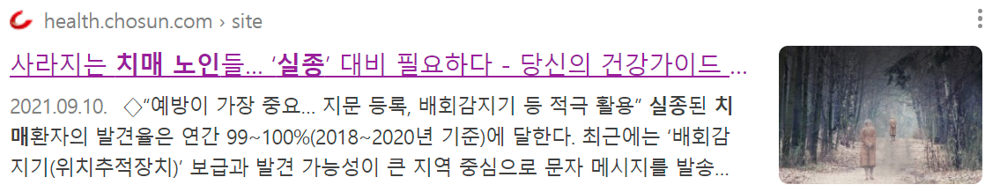 health.chosun.com › site
사라지는 치매 노인들... ‘실종’ 대비 필요하다 - 당신의 건강가이드 ...
2021.09.10. ◇“예방이 가장 중요... 지문 등록, 배회감지기 등 적극 활용” 실종된 치
매환자의 발견율은 연간 99~100%(2018~2020년 기준)에 달한다. 최근에는 ‘배회감
지기(위치추적장치)’ 보급과 발견 가능성이 큰 지역 중심으로 문자 메시지를 발송...